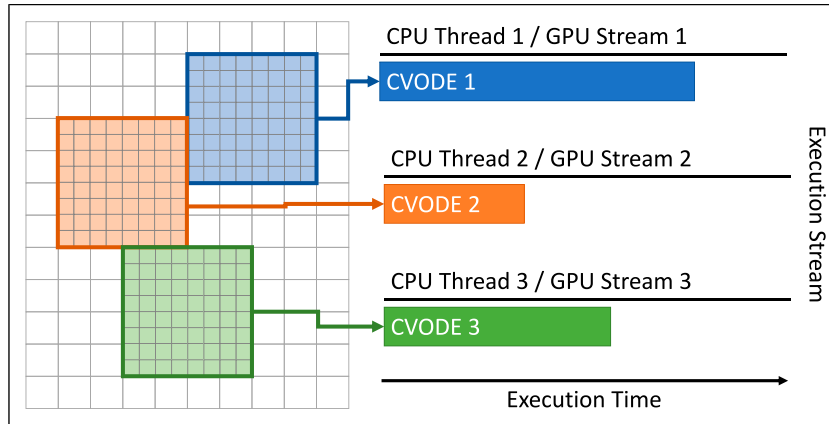 CPU Thread 1 / GPU Stream 1
CVODE 1
CPU Thread 2 / GPU Stream 2
CVODE 2
CPU Thread 3 / GPU Stream 3
CVODE 3
Execution Time
Execution Stream